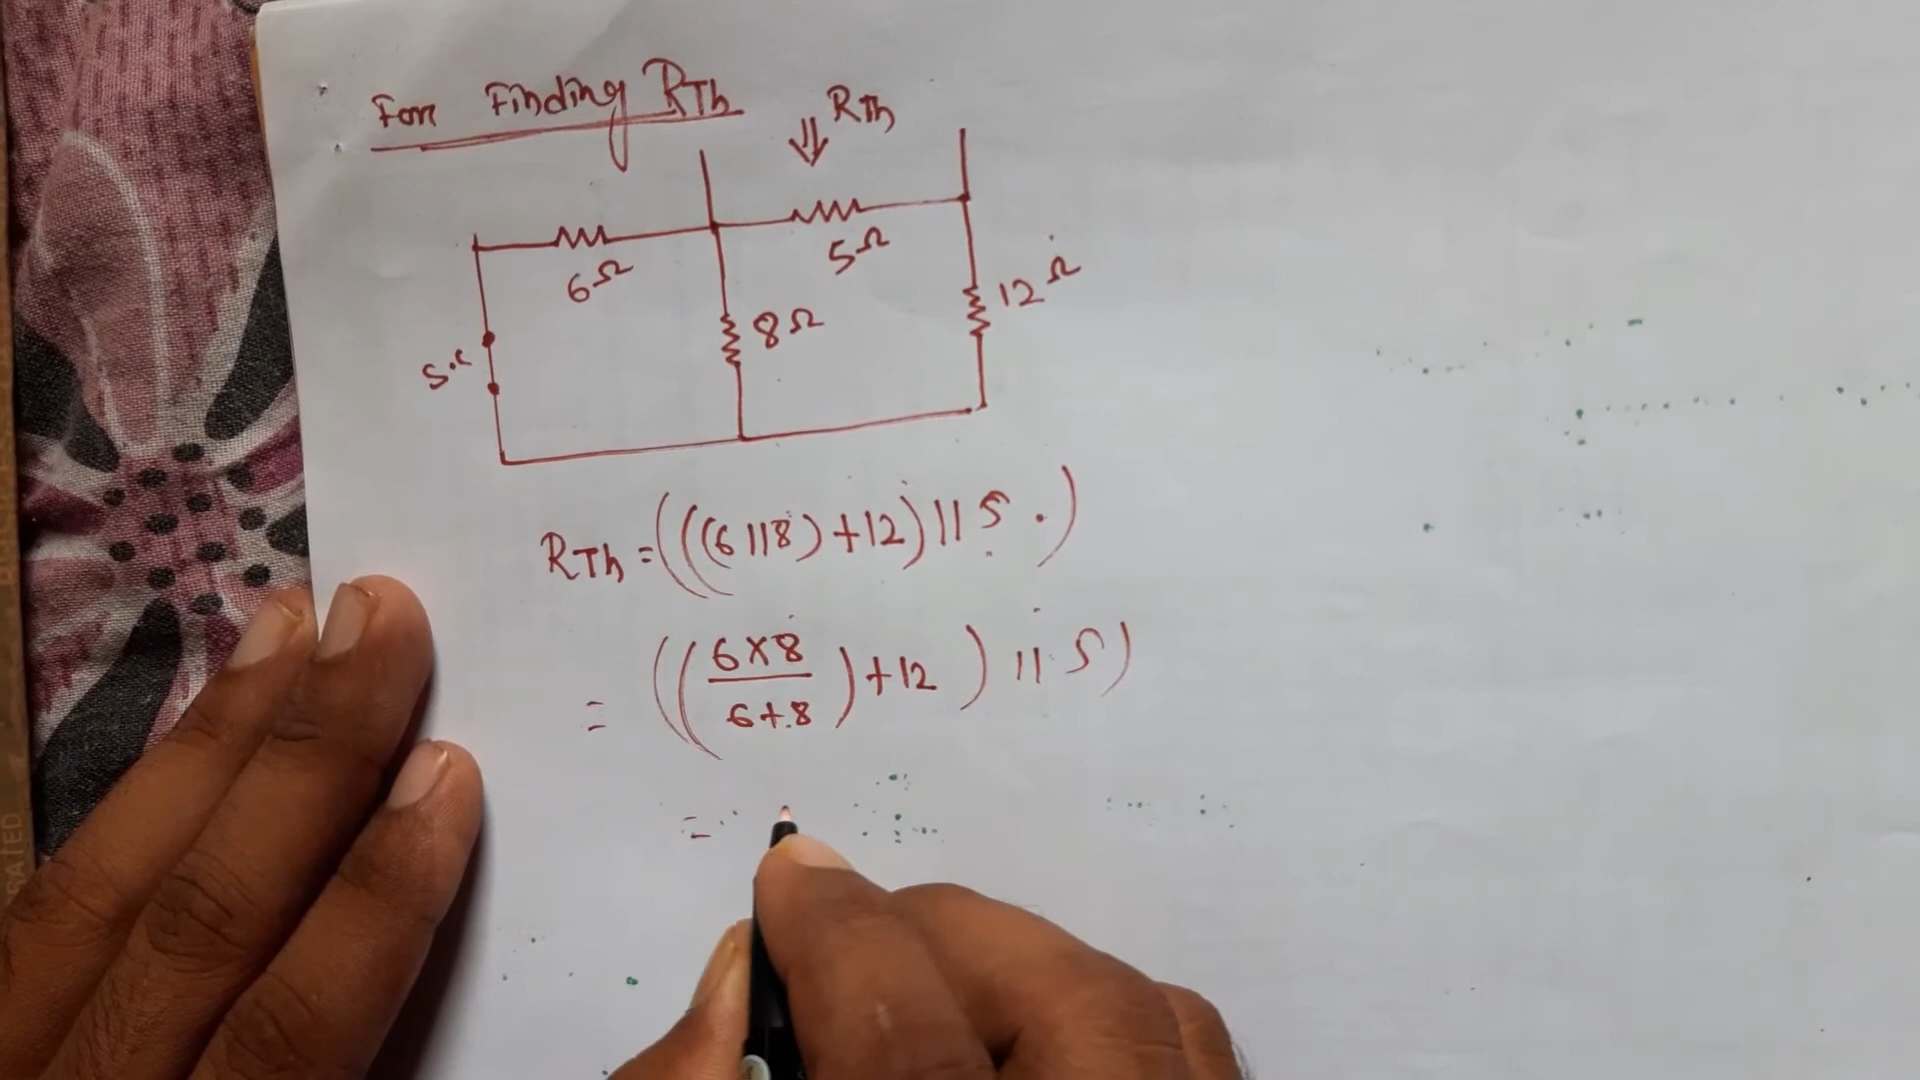 For Finding RTh
RTh
6Ω
5Ω
12Ω
8Ω
S.C
RTh = (((6||8)+12)||5.)
= ((6×8/6+8)+12)||5)
=